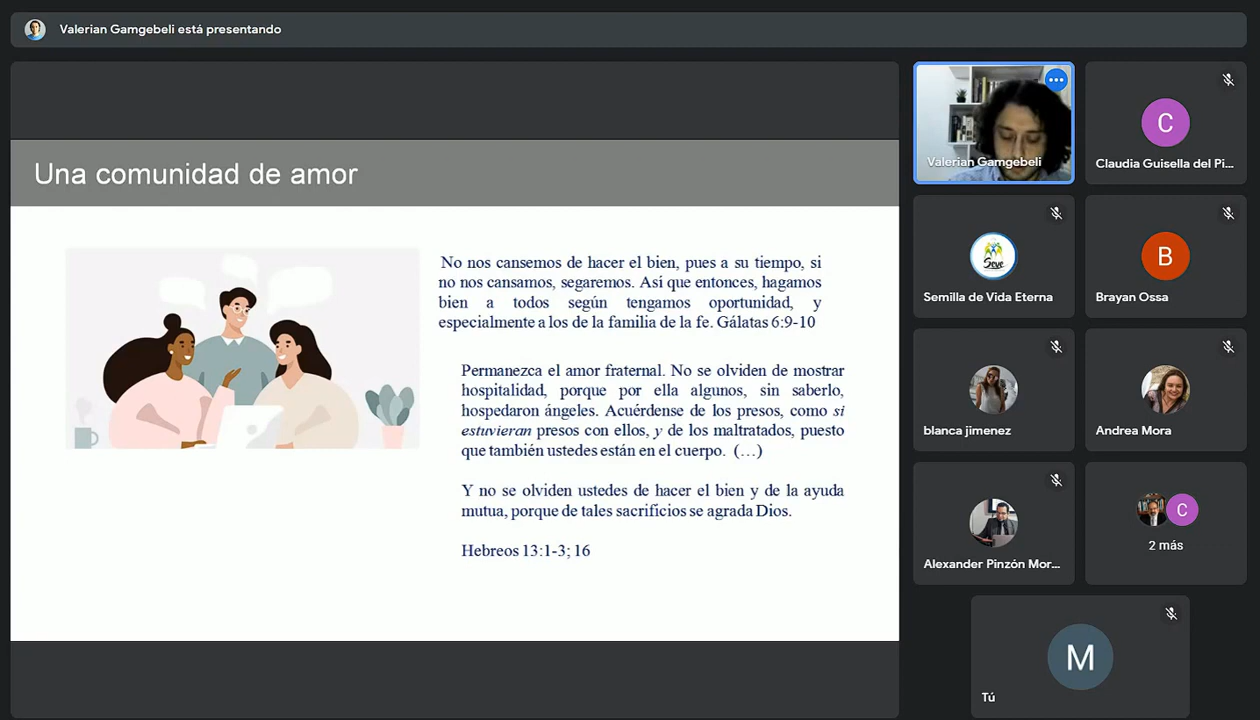 Valerian Gamgebeli está presentando
Una comunidad de amor
No nos cansemos de hacer el bien, pues a su tiempo, si
no nos cansamos, segaremos. Así que entonces, hagamos
bien a todos según tengamos oportunidad, y
especialmente a los de la familia de la fe. Gálatas 6:9-10
Permanezca el amor fraternal. No se olviden de mostrar
hospitalidad, porque por ella algunos, sin saberlo,
hospedaron ángeles. Acuérdense de los presos, como si
estuvieran presos con ellos, y de los maltratados, puesto
que también ustedes están en el cuerpo. (…)
Y no se olviden ustedes de hacer el bien y de la ayuda
mutua, porque de tales sacrificios se agrada Dios.
Hebreos 13:1-3; 16
Valerian Gamgebeli
C
Claudia Guisella del Pi...
Seve
Semilla de Vida Eterna
B
Brayan Ossa
blanca jimenez
Andrea Mora
Alexander Pinzón Mor...
C
2 más
M
Tú